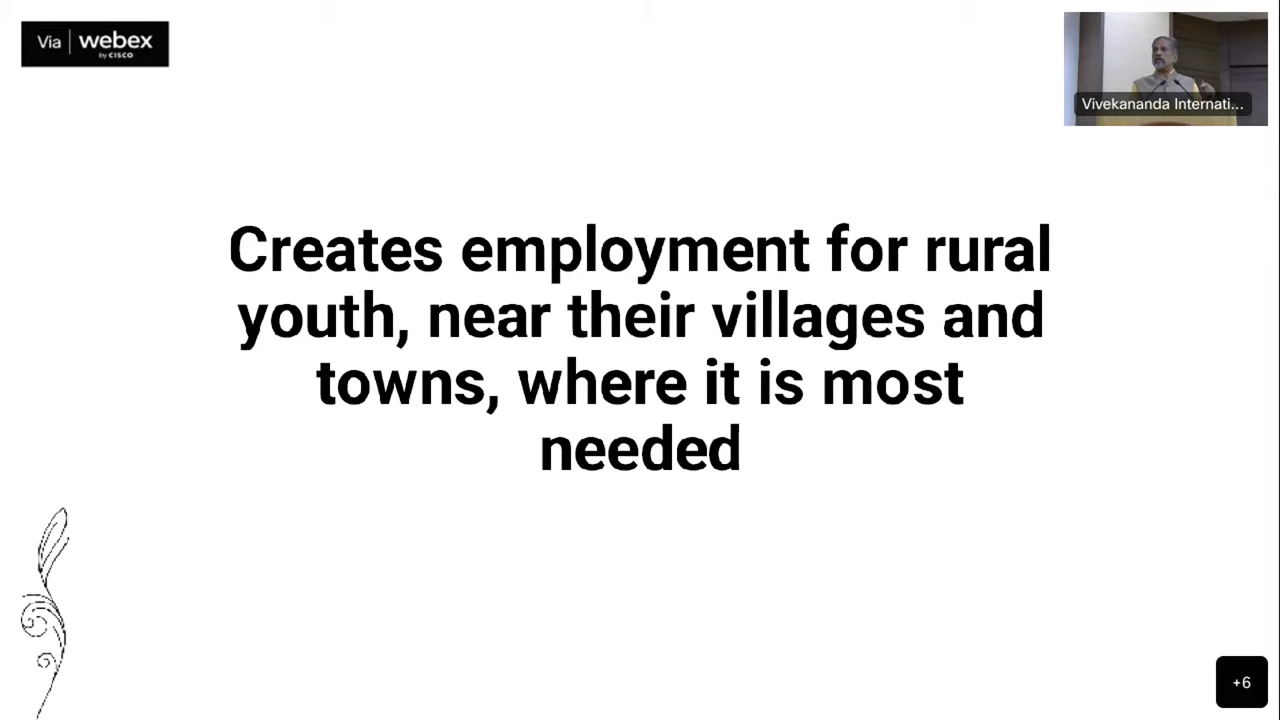 Via | webex
by CISCO
Vivekananda Internati...
Creates employment for rural
youth, near their villages and
towns, where it is most
needed
+6